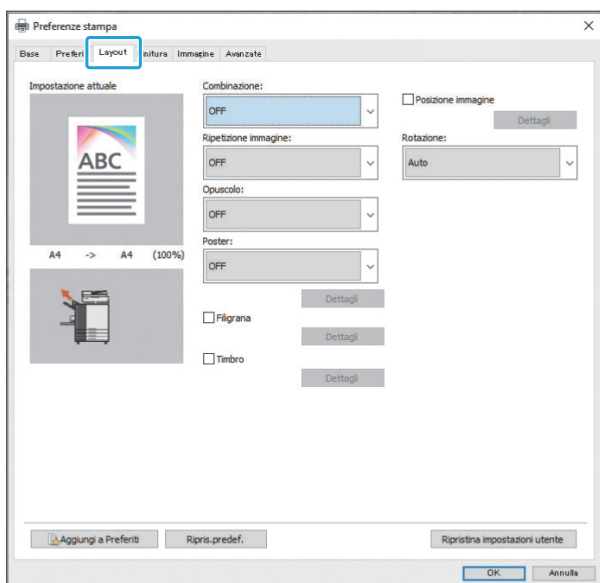 Preferenze stampa
Base Preferi Layout nitura Immagine Avanzate
Impostazione attuale
ABC
A4 -> A4 (100%)
Combinazione:
OFF
Ripetizione immagine:
OFF
Opuscolo:
OFF
Poster:
OFF
Dettagli
Filigrana
Dettagli
Timbro
Dettagli
Posizione immagine
Dettagli
Rotazione:
Auto
Aggiungi a Preferiti Ripris.predef. Ripristina impostazioni utente
OK Annulla